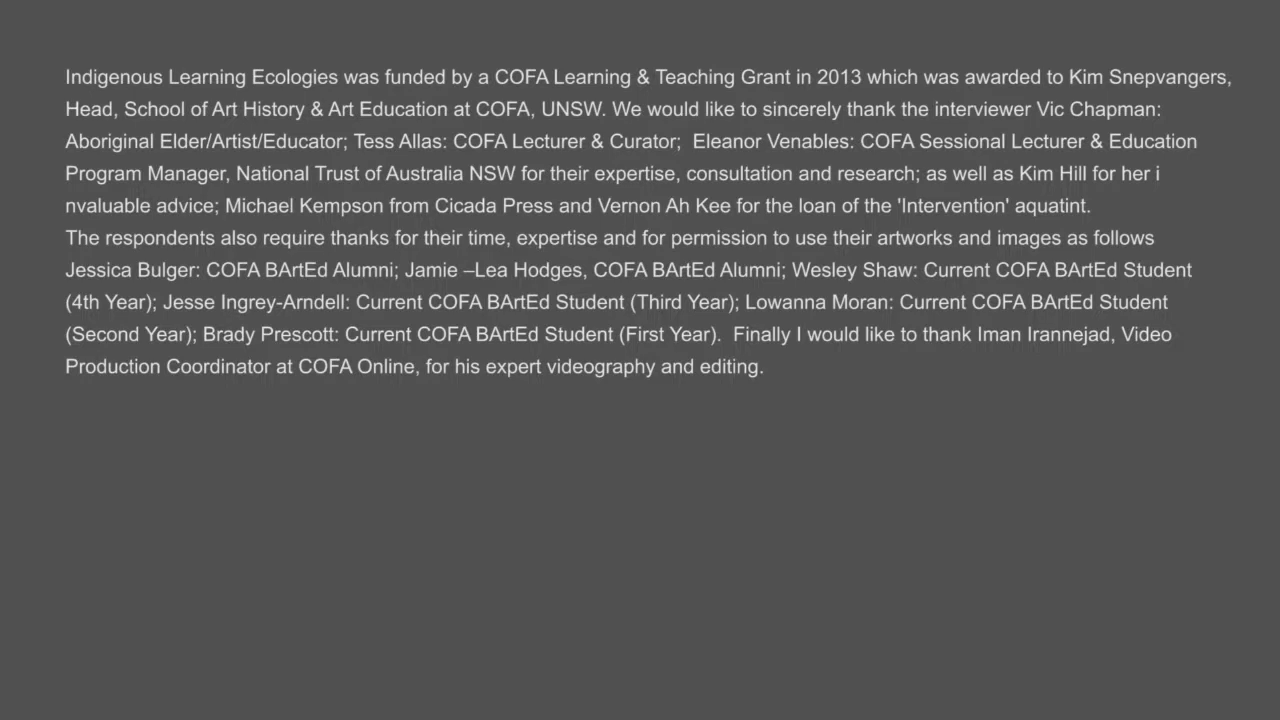 Indigenous Learning Ecologies was funded by a COFA Learning & Teaching Grant in 2013 which was awarded to Kim Snepvangers,
Head, School of Art History & Art Education at COFA, UNSW. We would like to sincerely thank the interviewer Vic Chapman:
Aboriginal Elder/Artist/Educator; Tess Allas: COFA Lecturer & Curator;  Eleanor Venables: COFA Sessional Lecturer & Education
Program Manager, National Trust of Australia NSW for their expertise, consultation and research; as well as Kim Hill for her i
nvaluable advice; Michael Kempson from Cicada Press and Vernon Ah Kee for the loan of the 'Intervention' aquatint.
The respondents also require thanks for their time, expertise and for permission to use their artworks and images as follows
Jessica Bulger: COFA BArtEd Alumni; Jamie –Lea Hodges, COFA BArtEd Alumni; Wesley Shaw: Current COFA BArtEd Student
(4th Year); Jesse Ingrey-Arndell: Current COFA BArtEd Student (Third Year); Lowanna Moran: Current COFA BArtEd Student
(Second Year); Brady Prescott: Current COFA BArtEd Student (First Year).  Finally I would like to thank Iman Irannejad, Video
Production Coordinator at COFA Online, for his expert videography and editing.